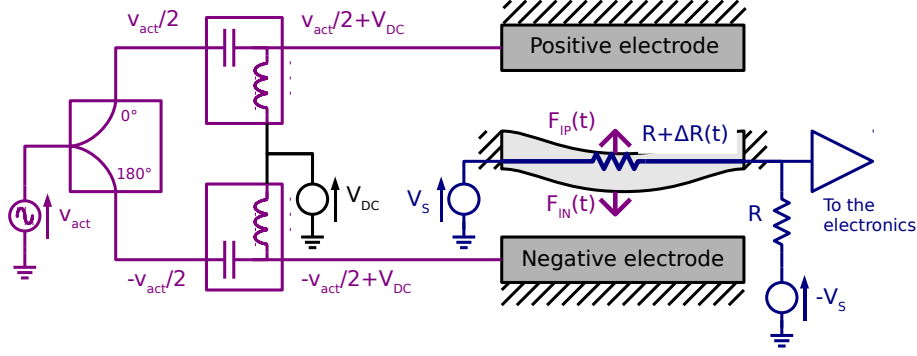 v_act/2
v_act/2+V_DC
Positive electrode
0°
F_IP(t)
R+ΔR(t)
180°
V_DC
V_S
v_act
F_IN(t)
R
To the
electronics
-v_act/2
-v_act/2+V_DC
Negative electrode
-V_S